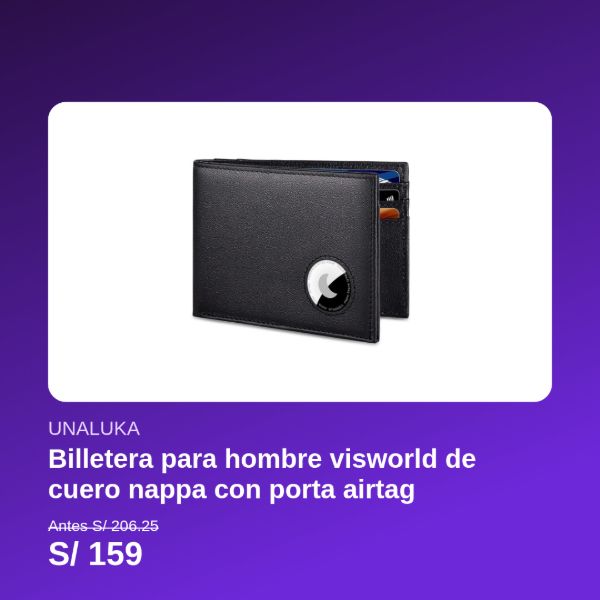 UNALUKA
Billetera para hombre visworld de
cuero nappa con porta airtag
Antes S/ 206.25
S/ 159